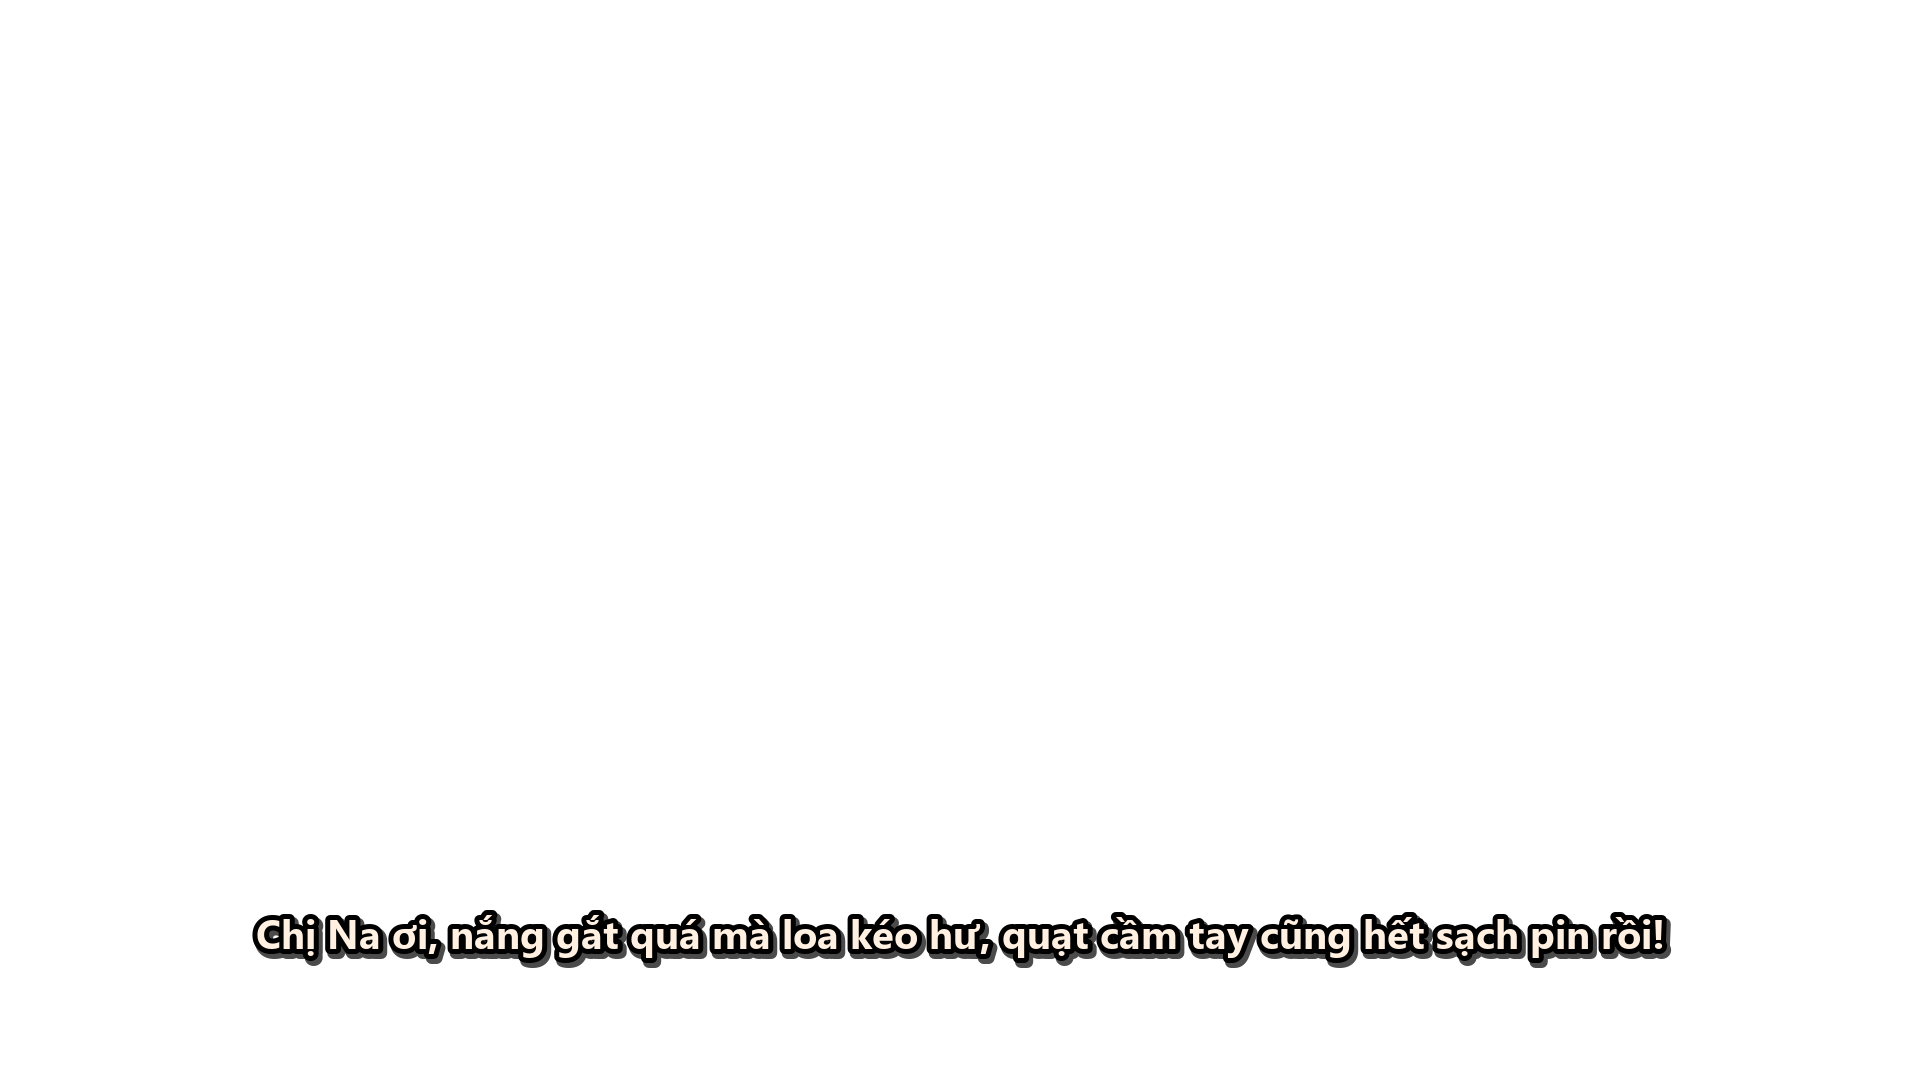 Chị Na ơi, nắng gắt quá mà loa kéo hư, quạt cầm tay cũng hết sạch pin rồi!